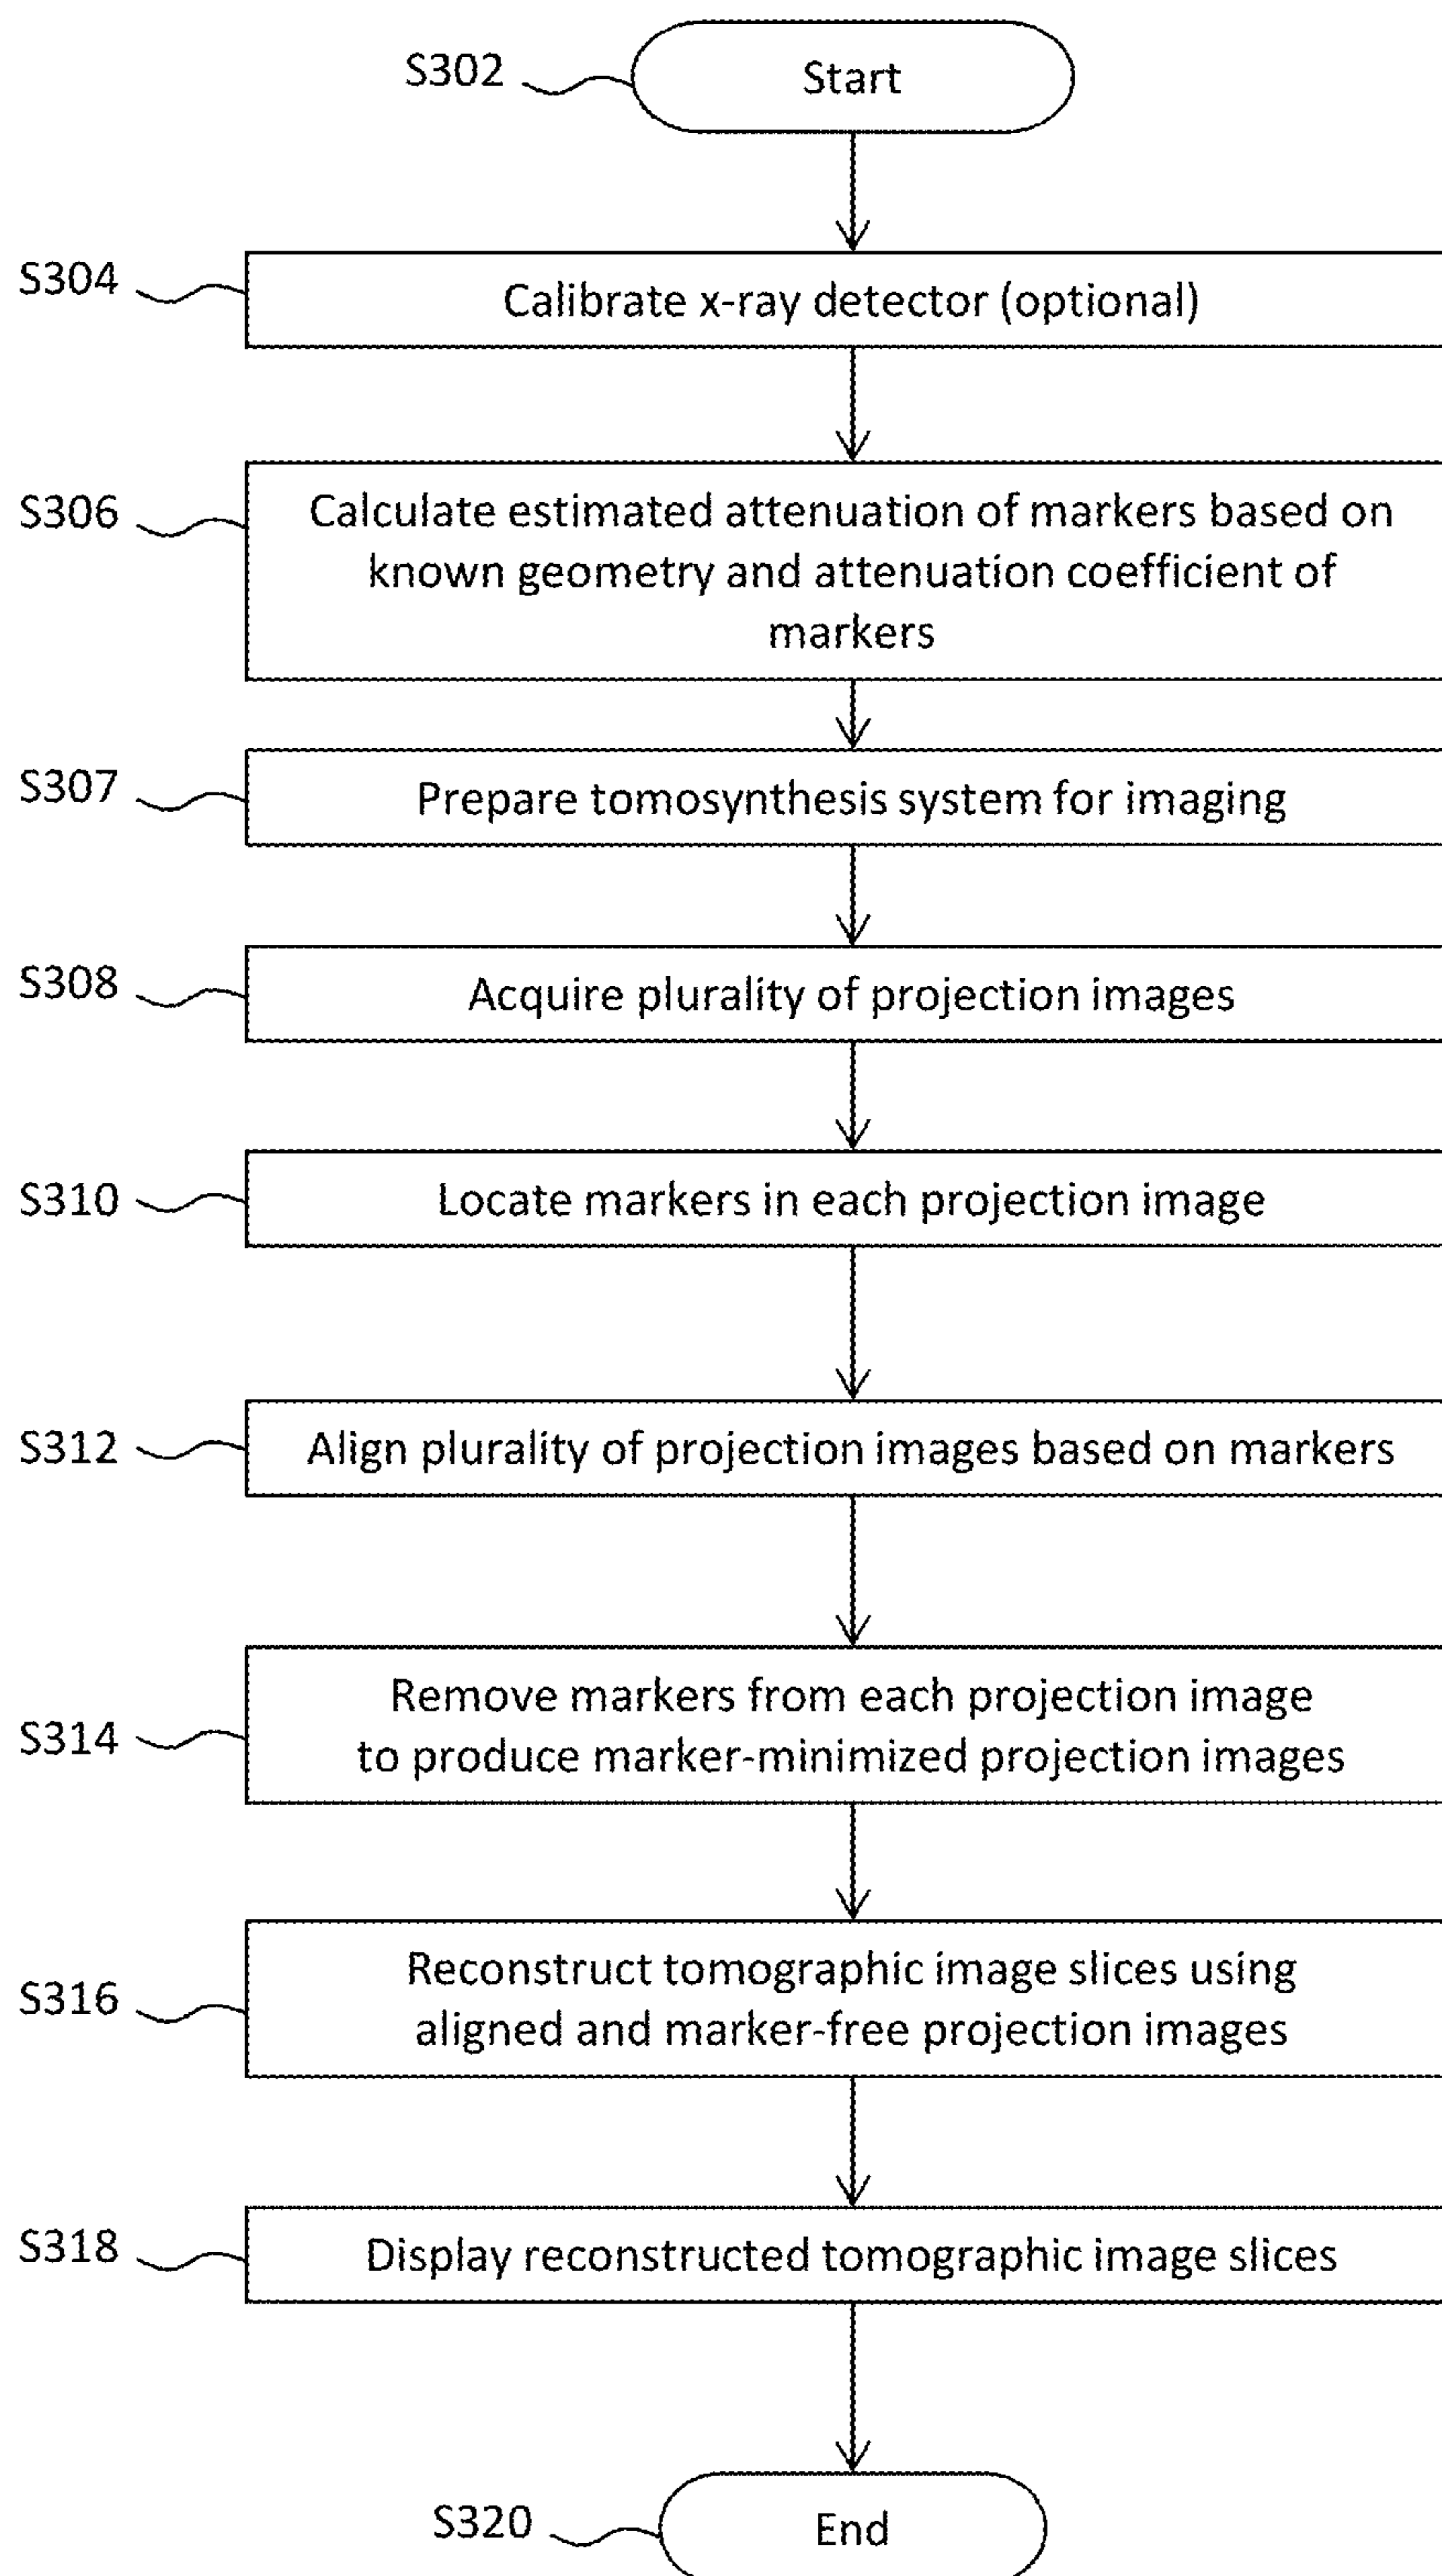 S302
Start
S304
Calibrate x-ray detector (optional)
S306
Calculate estimated attenuation of markers based on
known geometry and attenuation coefficient of
markers
S307
Prepare tomosynthesis system for imaging
S308
Acquire plurality of projection images
S310
Locate markers in each projection image
S312
Align plurality of projection images based on markers
S314
Remove markers from each projection image
to produce marker-minimized projection images
S316
Reconstruct tomographic image slices using
aligned and marker-free projection images
S318
Display reconstructed tomographic image slices
S320
End